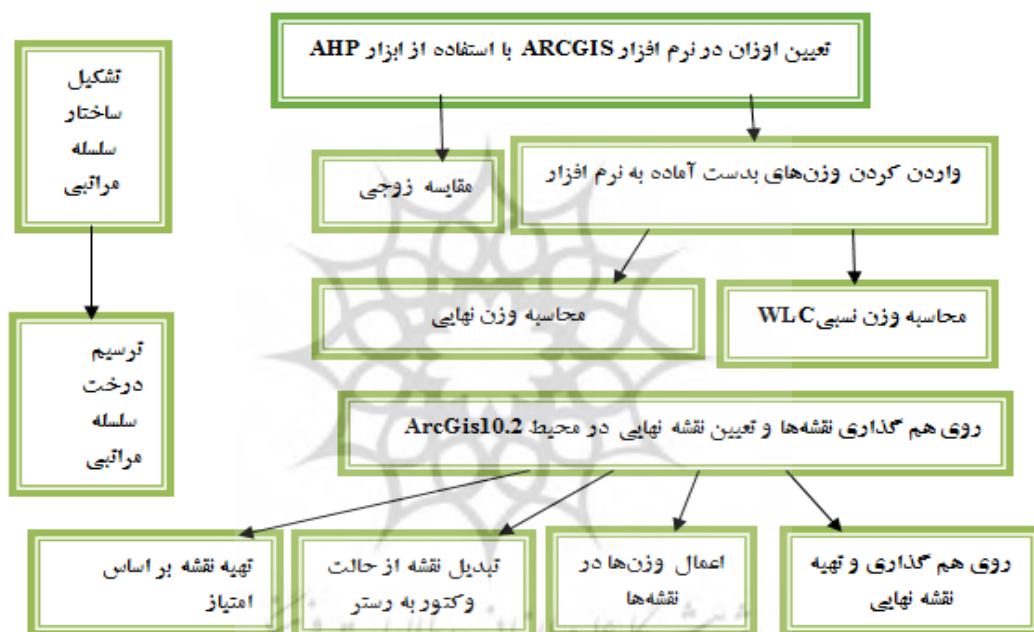 تعیین اوزان در نرم افزار ARCGIS با استفاده از ابزار AHP
تشکیل
ساختار
سلسله
مراتبی
واردن کردن وزن‌های بدست آماده به نرم افزار
مقایسه زوجی
محاسبه وزن نسبیWLC
محاسبه وزن نهایی
ترسیم
درخت
سلسله
مراتبی
روی هم گذاری نقشه‌ها و تعیین نقشه نهایی در محیط ArcGis10.2
روی هم گذاری و تهیه
نقشه نهایی
اعمال وزن‌ها در
نقشه‌ها
تبدیل نقشه از حالت
وکتور به رستر
تهیه نقشه بر اساس
امتیاز